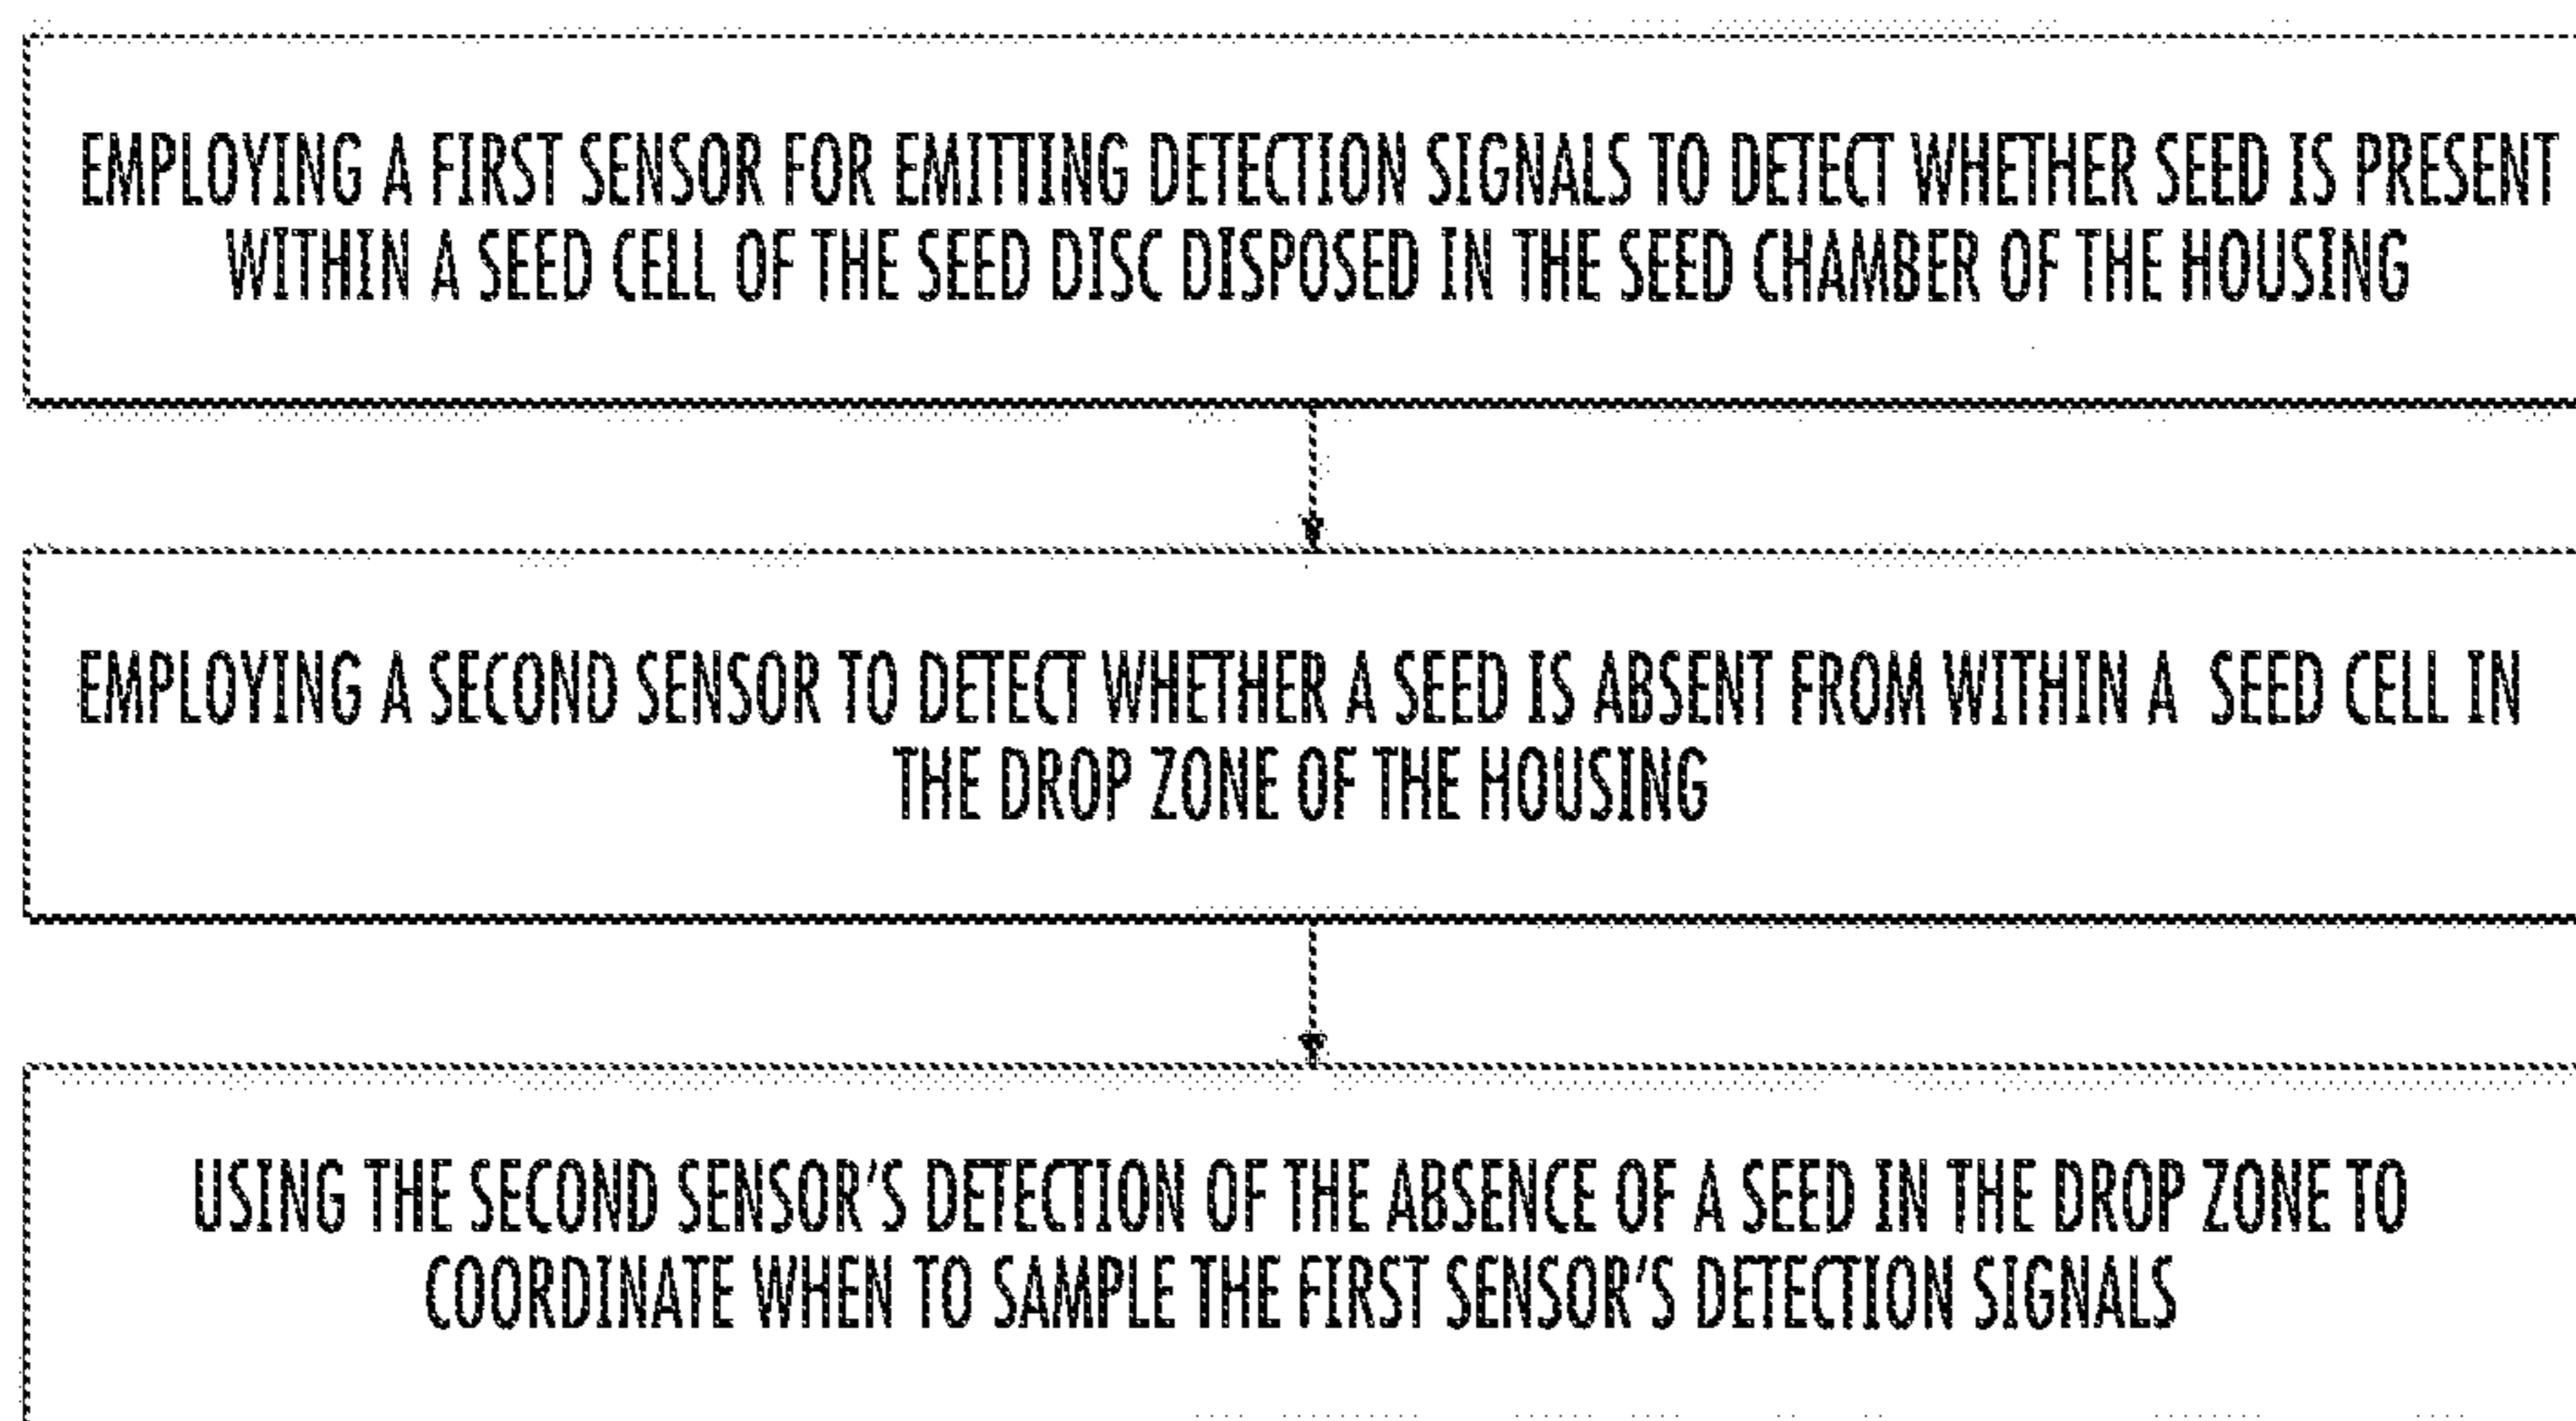 EMPLOYING A FIRST SENSOR FOR EMITTING DETECTION SIGNALS TO DETECT WHETHER SEED IS PRESENT
WITHIN A SEED CELL OF THE SEED DISC DISPOSED IN THE SEED CHAMBER OF THE HOUSING
EMPLOYING A SECOND SENSOR TO DETECT WHETHER A SEED IS ABSENT FROM WITHIN A SEED CELL IN
THE DROP ZONE OF THE HOUSING
USING THE SECOND SENSOR'S DETECTION OF THE ABSENCE OF A SEED IN THE DROP ZONE TO
COORDINATE WHEN TO SAMPLE THE FIRST SENSOR'S DETECTION SIGNALS